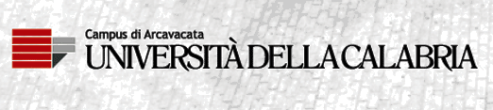 Campus di Arcavacata
UNIVERSITÀ DELLA CALABRIA